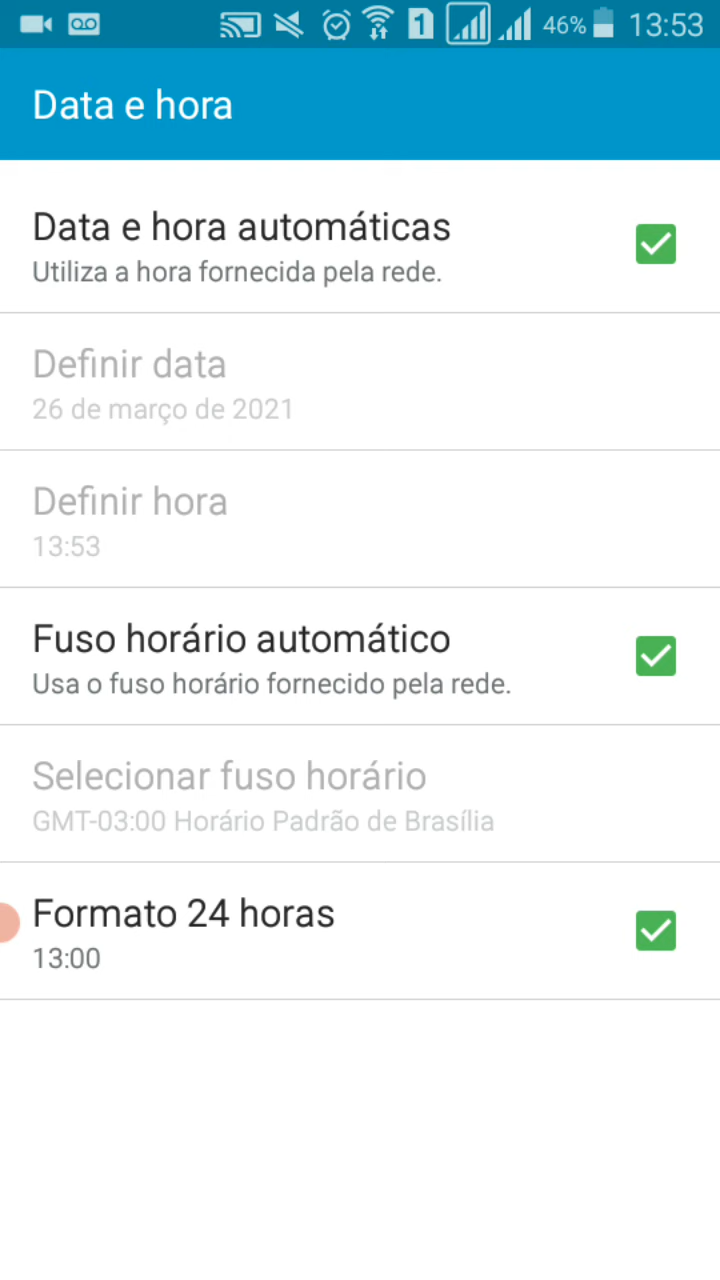 1 46% 13:53
Data e hora
Data e hora automáticas
Utiliza a hora fornecida pela rede.
Definir data
26 de março de 2021
Definir hora
13:53
Fuso horário automático
Usa o fuso horário fornecido pela rede.
Selecionar fuso horário
GMT-03:00 Horário Padrão de Brasília
Formato 24 horas
13:00